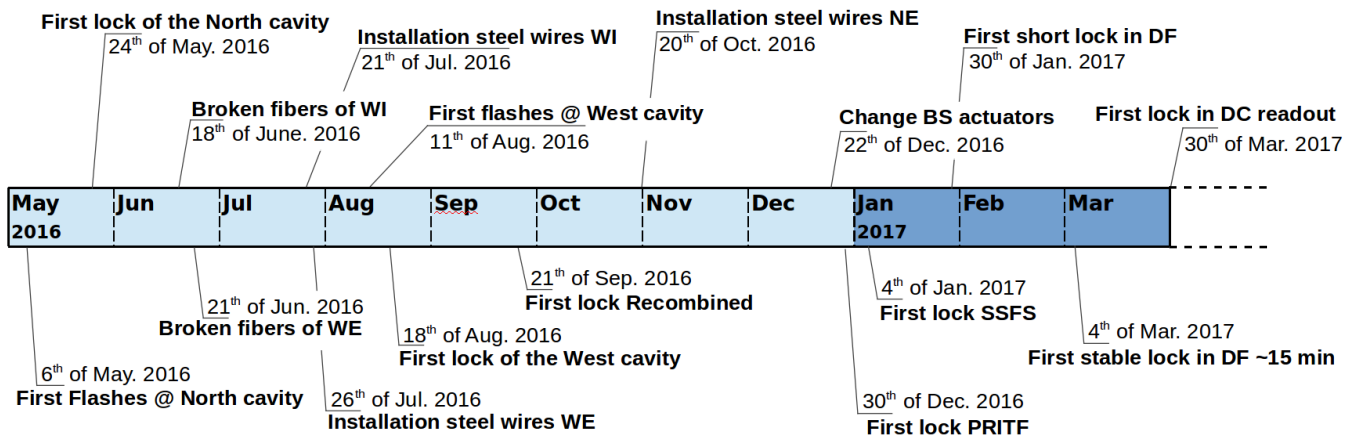 First lock of the North cavity
24th of May. 2016
Installation steel wires WI
21th of Jul. 2016
Installation steel wires NE
20th of Oct. 2016
First short lock in DF
30th of Jan. 2017
Broken fibers of WI
18th of June. 2016
First flashes @ West cavity
11th of Aug. 2016
Change BS actuators
22th of Dec. 2016
First lock in DC readout
30th of Mar. 2017
May Jun Jul Aug Sep Oct Nov Dec Jan Feb Mar
2016 2017
21th of Jun. 2016
Broken fibers of WE
6th of May. 2016
First Flashes @ North cavity
18th of Aug. 2016
First lock of the West cavity
26th of Jul. 2016
Installation steel wires WE
21th of Sep. 2016
First lock Recombined
4th of Jan. 2017
First lock SSFS
4th of Mar. 2017
First stable lock in DF ~15 min
30th of Dec. 2016
First lock PRITF